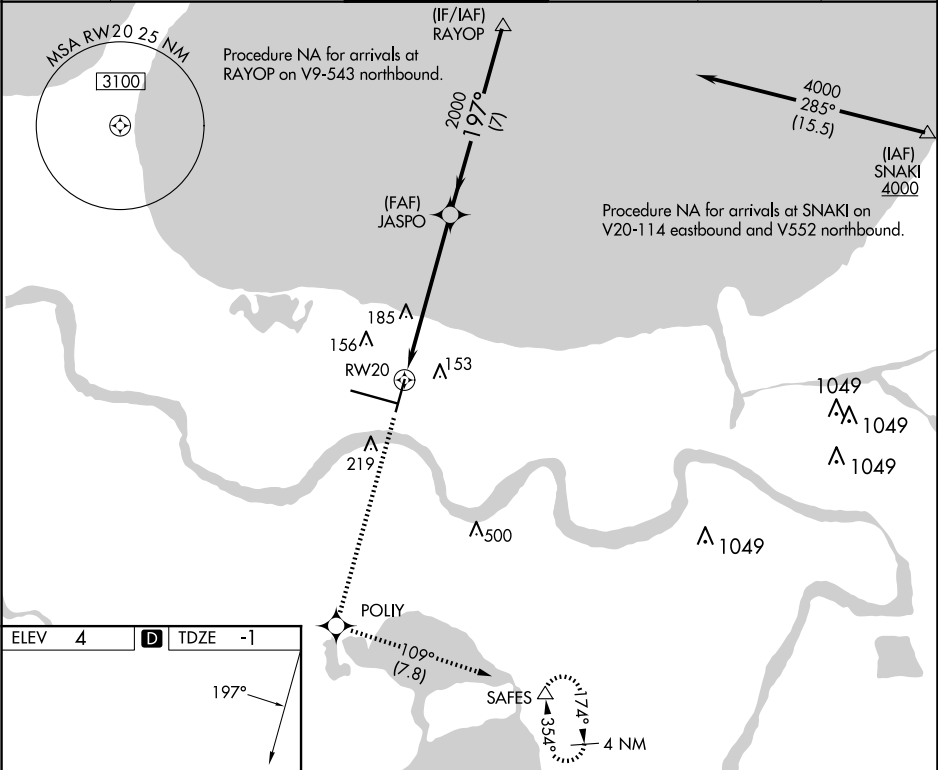 MSA RW20 25 NM
3100
Procedure NA for arrivals at
RAYOP on V9-543 northbound.
(IF/IAF)
RAYOP
2000
197°
(7)
4000
285°
(15.5)
(IAF)
SNAKI
4000
(FAF)
JASPO
Procedure NA for arrivals at SNAKI on
V20-114 eastbound and V552 northbound.
185
156
RW20
153
1049
1049
219
1049
500
1049
POLIY
109°
(7.8)
SAFES
174°
354°
4 NM
ELEV 4 D TDZE -1
197°